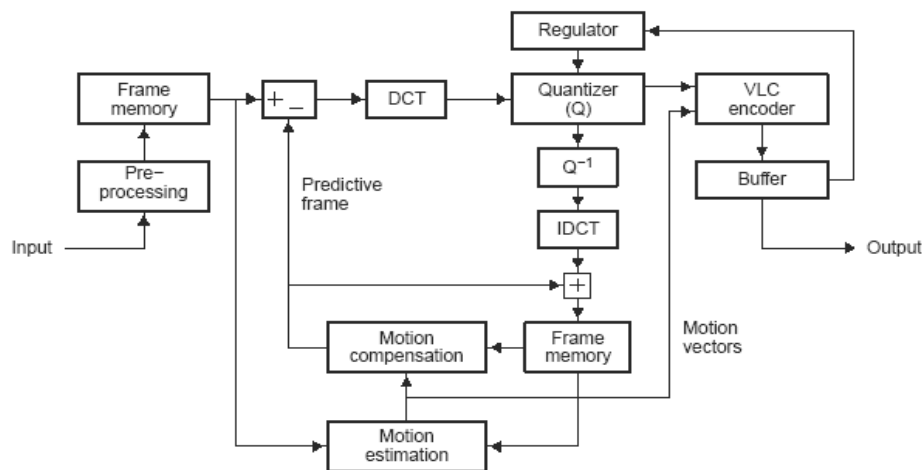 Regulator
Frame
memory
+ −
DCT
Quantizer
(Q)
VLC
encoder
Pre−
processing
Predictive
frame
Q−1
Buffer
Input
IDCT
Output
+
Motion
compensation
Frame
memory
Motion
vectors
Motion
estimation